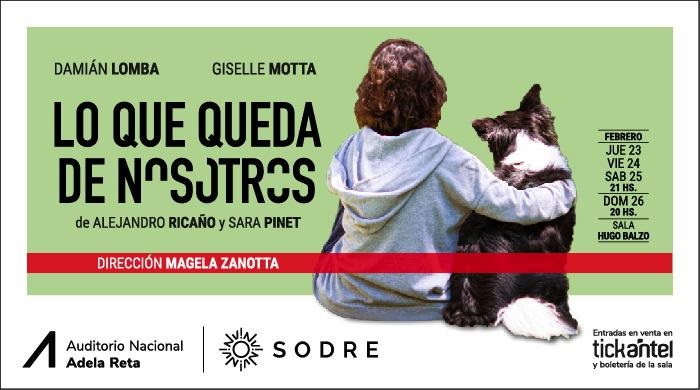 DAMIÁN LOMBA
GISELLE MOTTA
LO QUE QUEDA
DE NOSOTROS
de ALEJANDRO RICAÑO y SARA PINET
DIRECCIÓN MAGELA ZANOTTA
FEBRERO
JUE 23
VIE 24
SAB 25
21 HS.
DOM 26
20 HS.
SALA
HUGO BALZO
Auditorio Nacional
Adela Reta
SODRE
Entradas en venta en
tickantel
y boletería de la sala